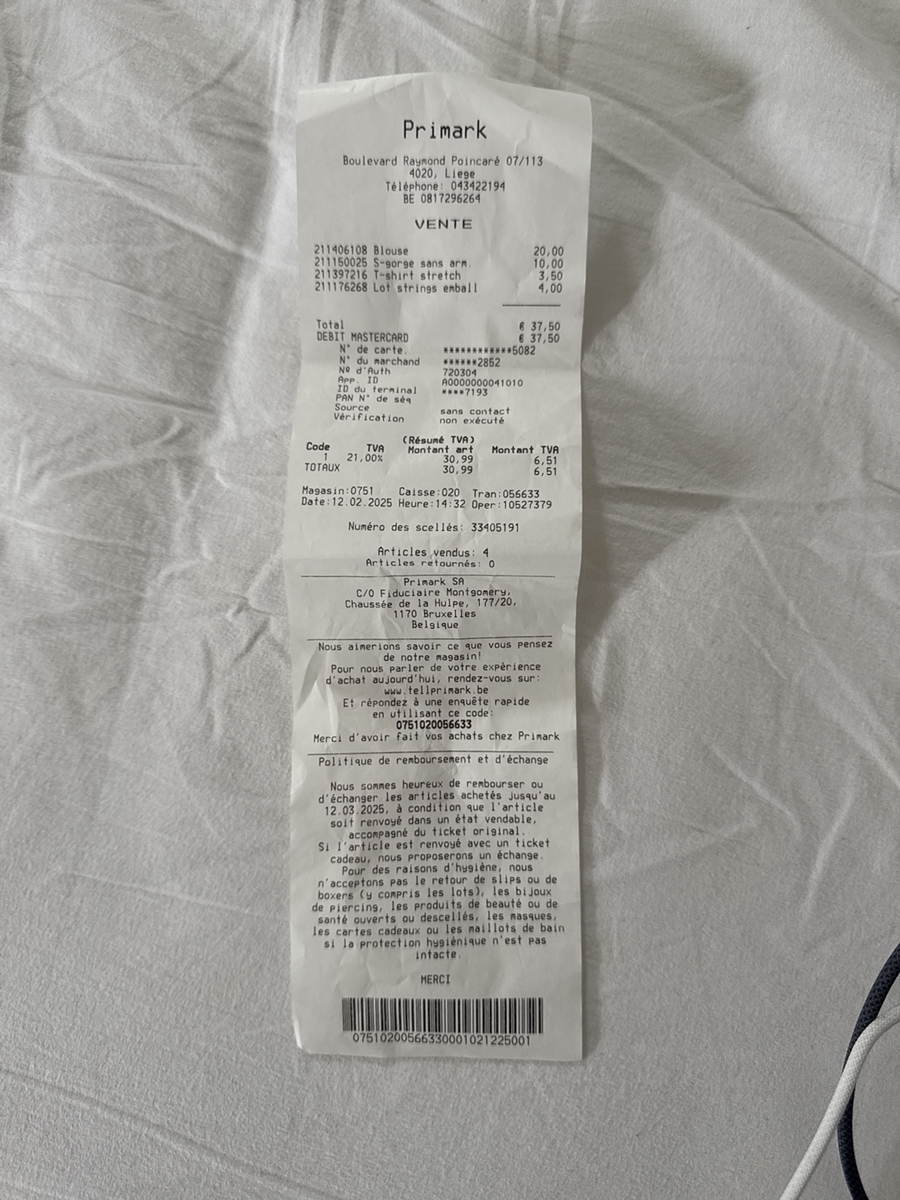 Primark
Boulevard Raymond Poincaré 07/113
4020, Liege
Téléphone: 043422194
BE 0817296264
VENTE
211406108 Blouse 20,00
211150025 S-gorge sans arm. 10,00
211397216 T-shirt stretch 3,50
211176268 Lot strings emball 4,00
Total € 37,50
DEBIT MASTERCARD € 37,50
N° de carte. ************5082
N° du marchand ******2852
Nº d'Auth 720304
App. ID A0000000041010
ID du terminal ****7193
PAN N° de séq
Source sans contact
Vérification non exécuté
(Résumé TVA)
Code TVA Montant art Montant TVA
1 21,00% 30,99 6,51
TOTAUX 30,99 6,51
Magasin:0751 Caisse:020 Tran:056633
Date:12.02.2025 Heure:14:32 Oper:10527379
Numéro des scellés: 33405191
Articles vendus: 4
Articles retournés: 0
Primark SA
C/O Fiduciaire Montgoméry,
Chaussée de la Hulpe, 177/20,
1170 Bruxelles
Belgique
Nous aimerions savoir ce que vous pensez
de notre magasin!
Pour nous parler de votre expérience
d'achat aujourd'hui, rendez-vous sur:
www.tellprimark.be
Et répondez à une enquête rapide
en utilisant ce code:
0751020056633
Merci d'avoir fait vos achats chez Primark
Politique de remboursement et d'échange
Nous sommes heureux de rembourser ou
d'échanger les articles achetés jusqu'au
12.03.2025, à condition que l'article
soit renvoyé dans un état vendable,
accompagné du ticket original.
Si l'article est renvoyé avec un ticket
cadeau, nous proposerons un échange.
Pour des raisons d'hygiène, nous
n'acceptons pas le retour de slips ou de
boxers (y compris les lots), les bijoux
de piercing, les produits de beauté ou de
santé ouverts ou descellés, les masques,
les cartes cadeaux ou les maillots de bain
si la protection hygiénique n'est pas
intacte.
MERCI
07510200566330001021225001